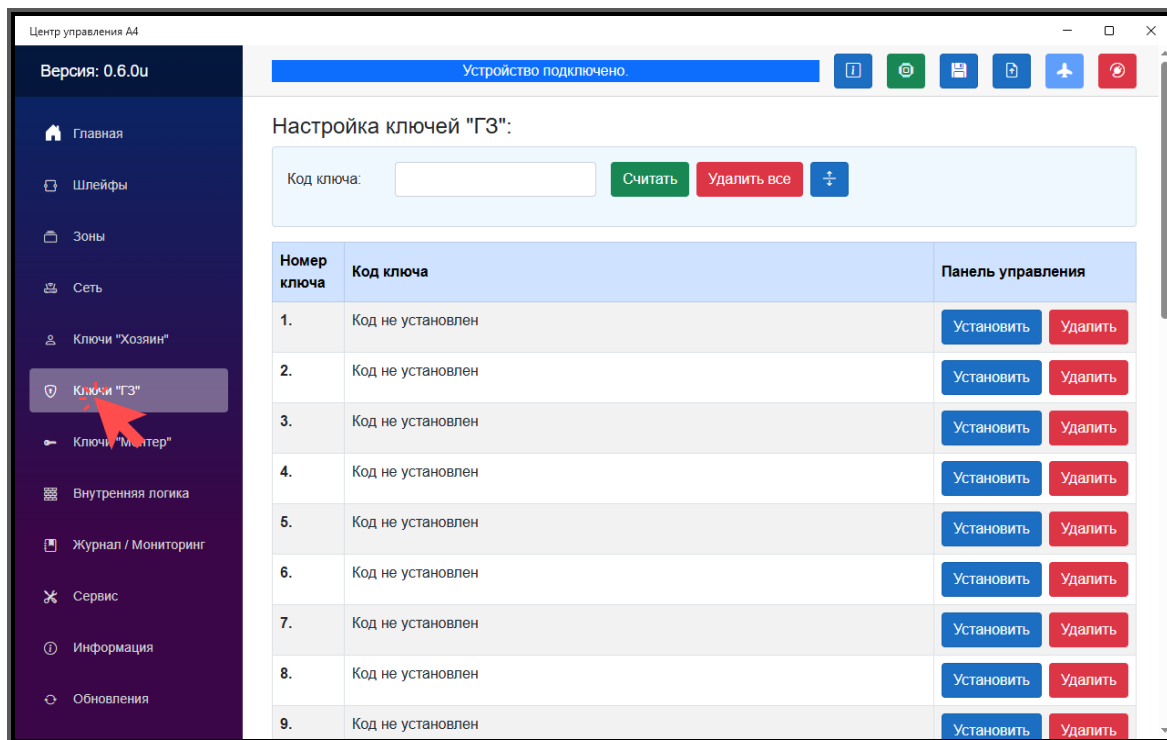 Центр управления А4
Версия: 0.6.0u
Устройство подключено.
Главная
Шлейфы
Зоны
Сеть
Ключи "Хозяин"
Ключи "ГЗ"
Ключи "Монтер"
Внутренняя логика
Журнал / Мониторинг
Сервис
Информация
Обновления
Настройка ключей "ГЗ":
Код ключа:
Считать
Удалить все
Номер ключа
Код ключа
Панель управления
1. Код не установлен Установить Удалить
2. Код не установлен Установить Удалить
3. Код не установлен Установить Удалить
4. Код не установлен Установить Удалить
5. Код не установлен Установить Удалить
6. Код не установлен Установить Удалить
7. Код не установлен Установить Удалить
8. Код не установлен Установить Удалить
9. Код не установлен Установить Удалить